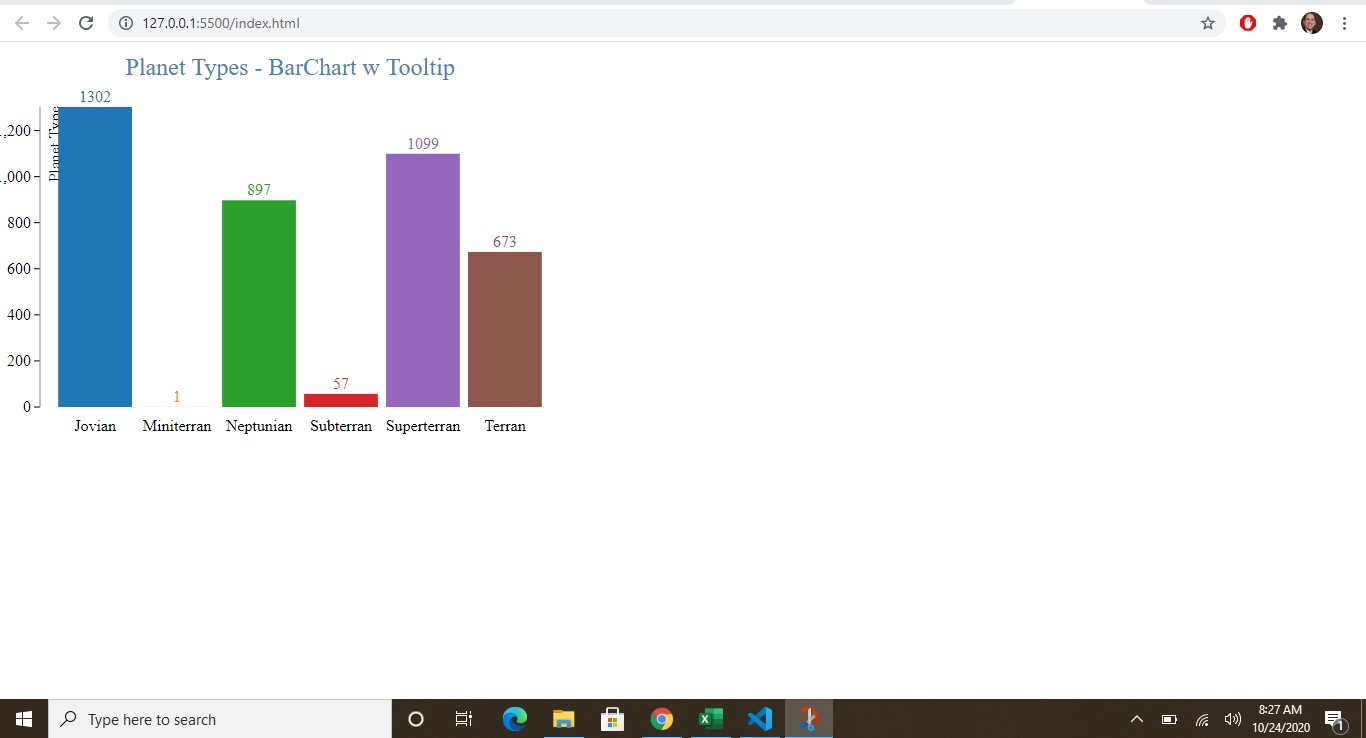 127.0.0.1:5500/index.html
Planet Types - BarChart w Tooltip
1302
1099
897
673
57
1
Planet Type
,200
,000
800
600
400
200
0
Jovian Miniterran Neptunian Subterran Superterran Terran
Type here to search
8:27 AM
10/24/2020
1